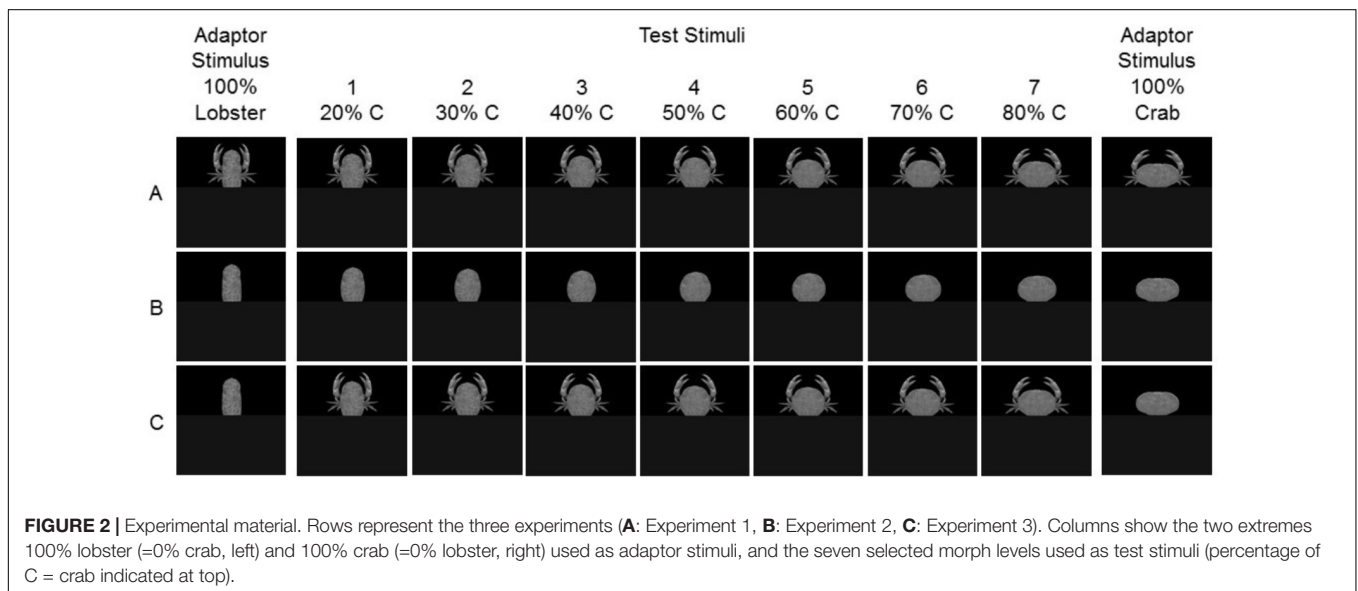 Adaptor Stimulus 100% Lobster
Test Stimuli
Adaptor Stimulus 100% Crab
1 2 3 4 5 6 7
20% C 30% C 40% C 50% C 60% C 70% C 80% C
A
B
C
FIGURE 2 | Experimental material. Rows represent the three experiments (A: Experiment 1, B: Experiment 2, C: Experiment 3). Columns show the two extremes
100% lobster (=0% crab, left) and 100% crab (=0% lobster, right) used as adaptor stimuli, and the seven selected morph levels used as test stimuli (percentage of
C = crab indicated at top).